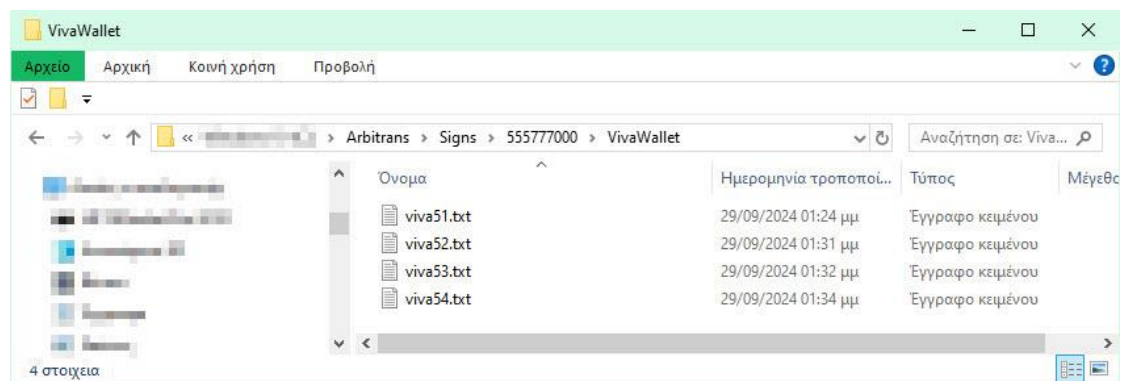 VivaWallet
Αρχείο Αρχική Κοινή χρήση Προβολή
« Arbitrans › Signs › 555777000 › VivaWallet Αναζήτηση σε: Viva...
Όνομα Ημερομηνία τροποποί... Τύπος Μέγεθο
viva51.txt 29/09/2024 01:24 μμ Έγγραφο κειμένου
viva52.txt 29/09/2024 01:31 μμ Έγγραφο κειμένου
viva53.txt 29/09/2024 01:32 μμ Έγγραφο κειμένου
viva54.txt 29/09/2024 01:34 μμ Έγγραφο κειμένου
4 στοιχεια